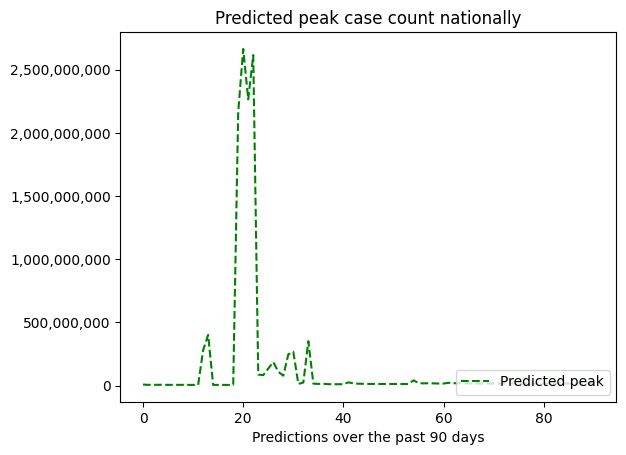 Predicted peak case count nationally
2,500,000,000
2,000,000,000
1,500,000,000
1,000,000,000
500,000,000
0
Predicted peak
0 20 40 60 80
Predictions over the past 90 days